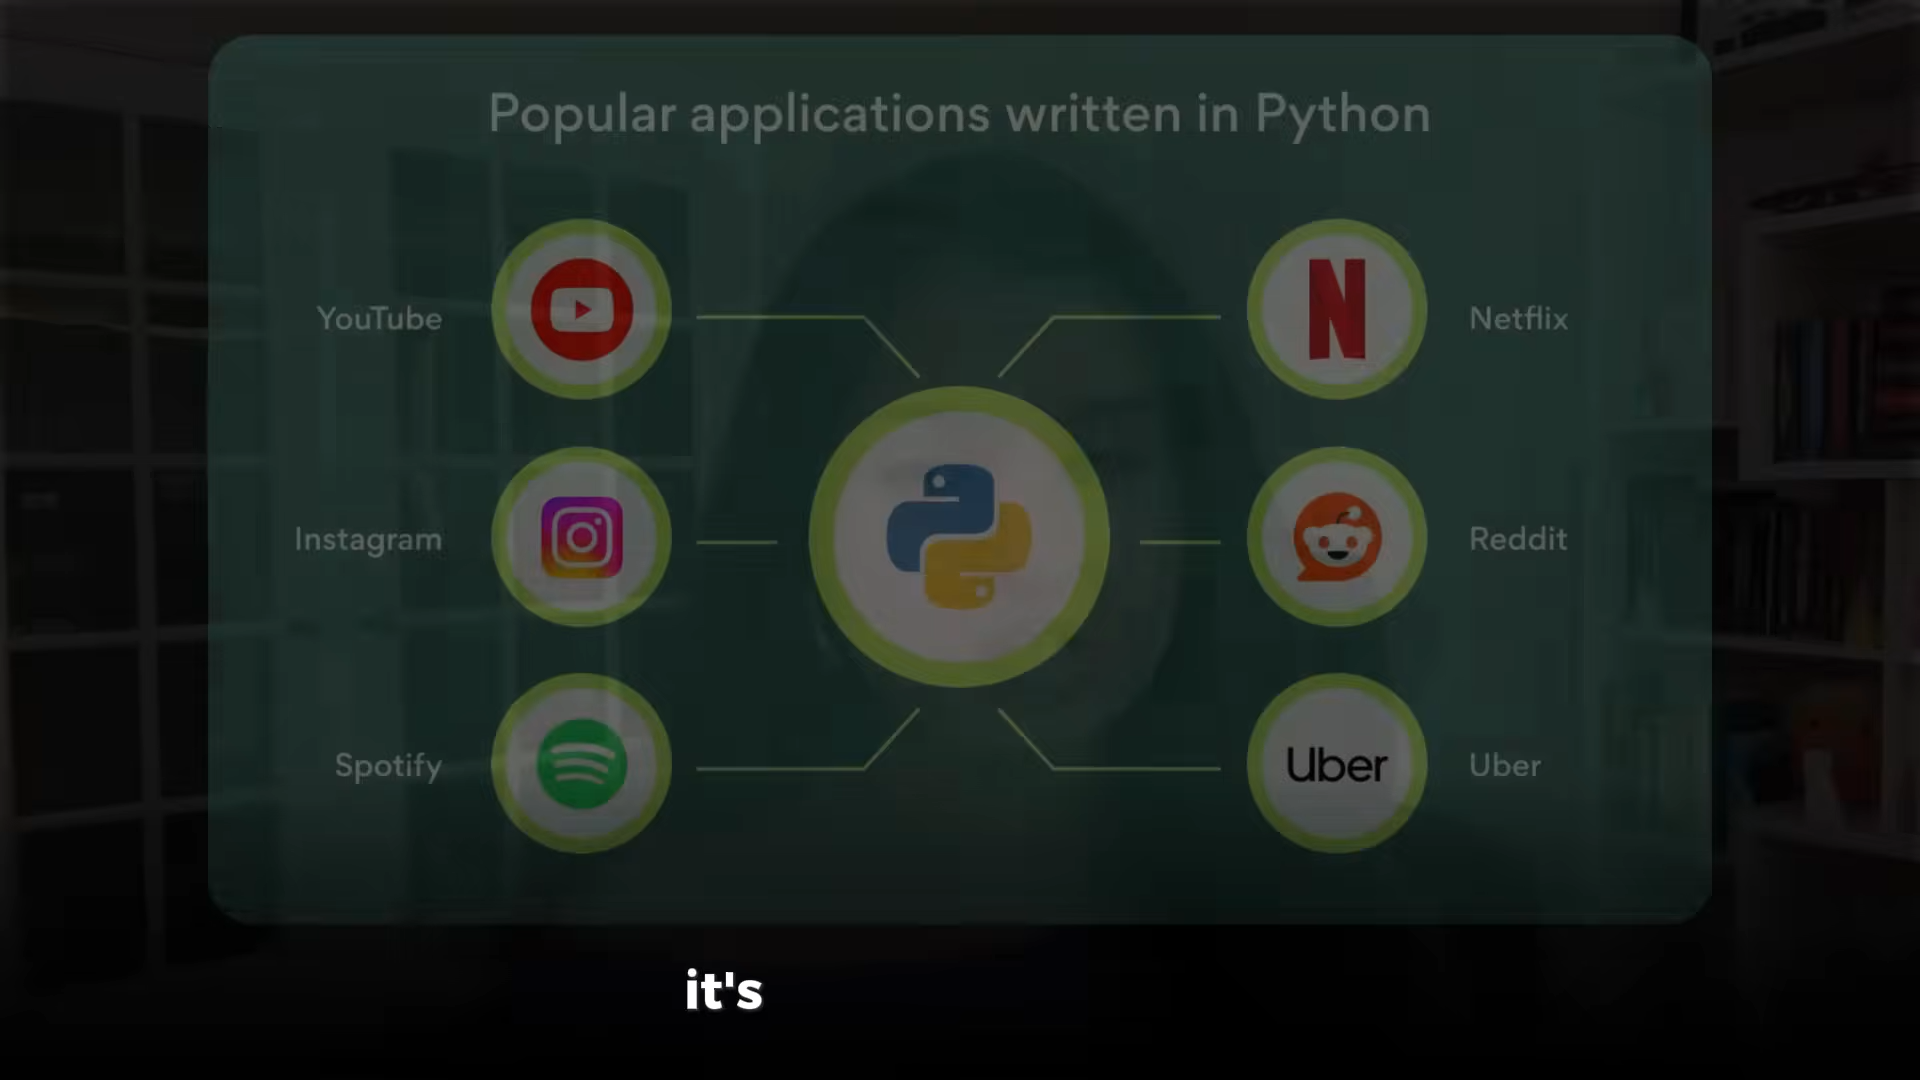 Popular applications written in Python
YouTube
Netflix
Instagram
Reddit
Spotify
Uber
Uber
it's